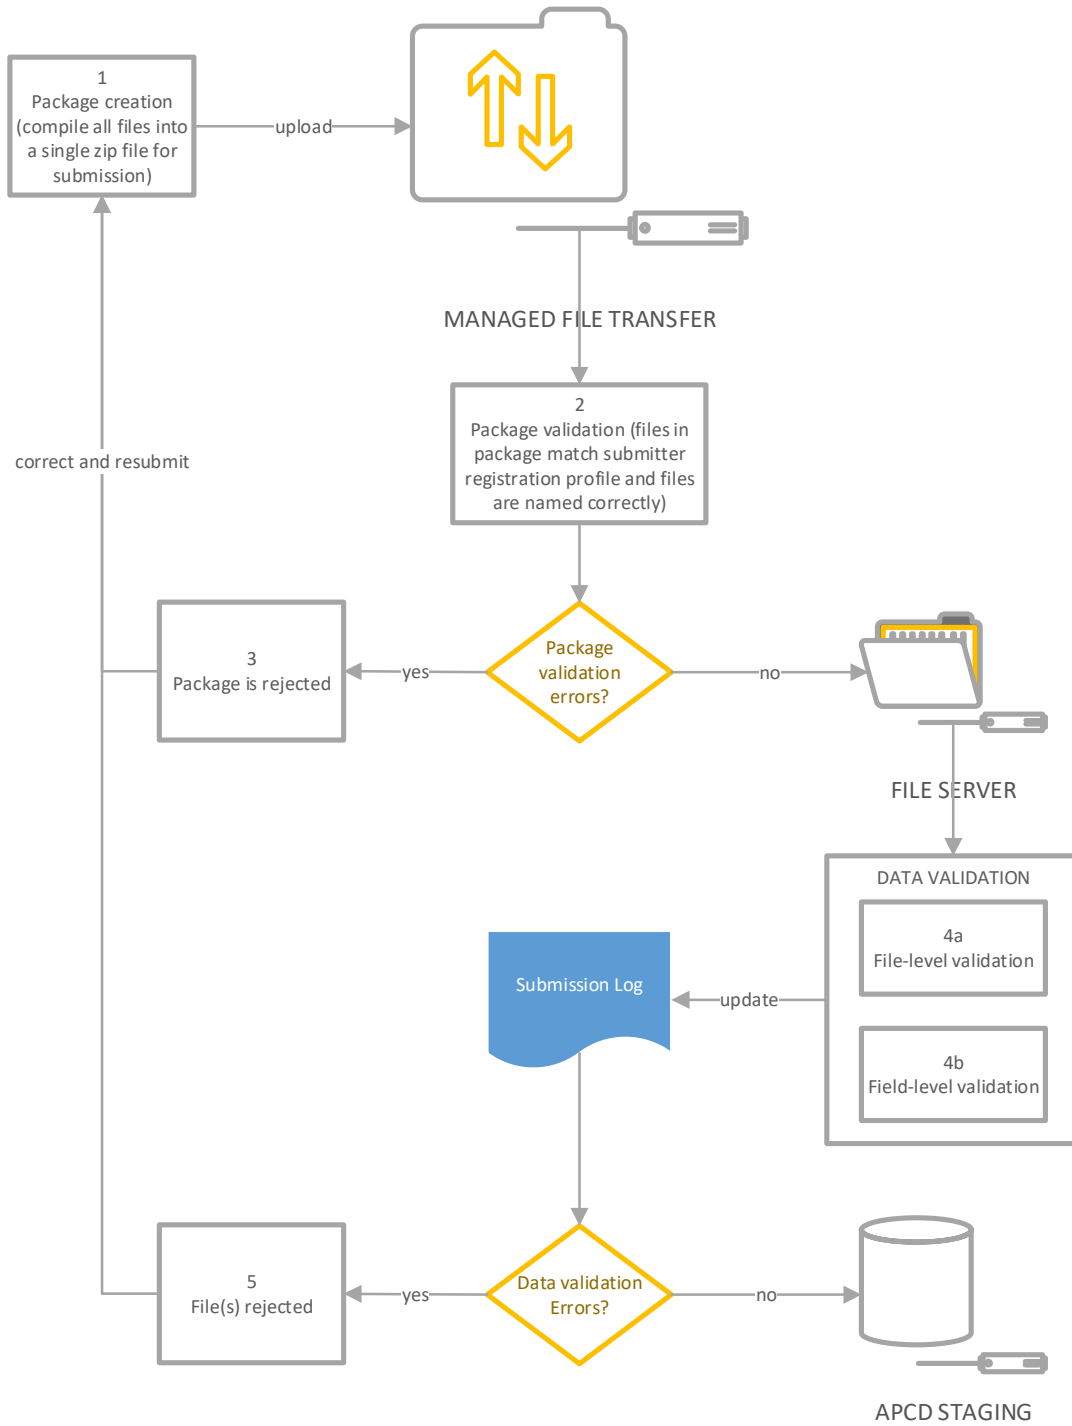 1
Package creation
(compile all files into
a single zip file for
submission)
upload
MANAGED FILE TRANSFER
2
Package validation (files in
package match submitter
registration profile and files
are named correctly)
correct and resubmit
3
Package is rejected
yes
Package
validation
errors?
no
FILE SERVER
DATA VALIDATION
4a
File-level validation
Submission Log
update
4b
Field-level validation
5
File(s) rejected
yes
Data validation
Errors?
no
APCD STAGING